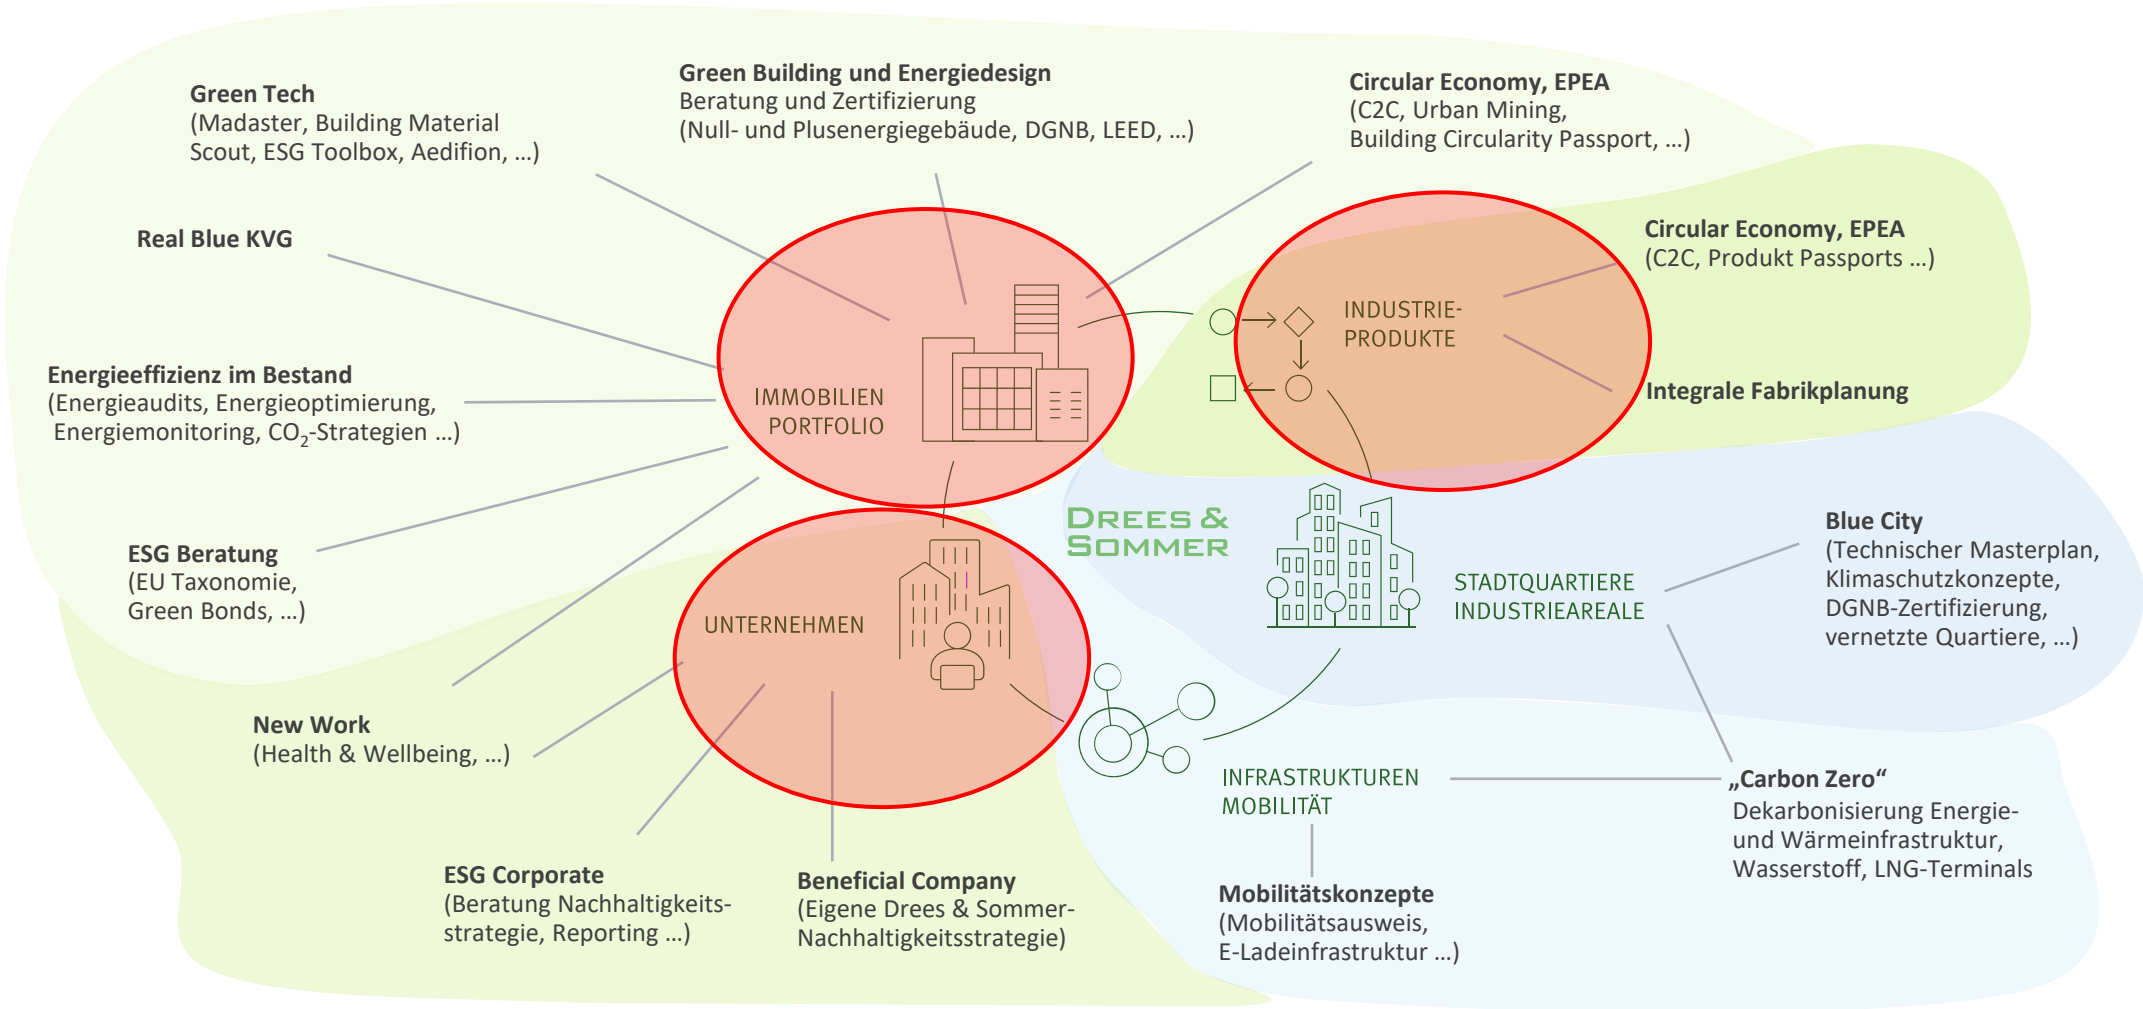 Green Tech
(Madaster, Building Material
Scout, ESG Toolbox, Aedifion, ...)
Green Building und Energiedesign
Beratung und Zertifizierung
(Null- und Plusenergiegebäude, DGNB, LEED, ...)
Circular Economy, EPEA
(C2C, Urban Mining,
Building Circularity Passport, ...)
Real Blue KVG
Circular Economy, EPEA
(C2C, Produkt Passports ...)
INDUSTRIE-
PRODUKTE
Energieeffizienz im Bestand
(Energieaudits, Energieoptimierung,
Energiemonitoring, CO₂-Strategien ...)
IMMOBILIEN
PORTFOLIO
Integrale Fabrikplanung
DREES &
SOMMER
ESG Beratung
(EU Taxonomie,
Green Bonds, ...)
UNTERNEHMEN
STADTQUARTIERE
INDUSTRIEAREALE
Blue City
(Technischer Masterplan,
Klimaschutzkonzepte,
DGNB-Zertifizierung,
vernetzte Quartiere, ...)
New Work
(Health & Wellbeing, ...)
INFRASTRUKTUREN
MOBILITÄT
„Carbon Zero“
Dekarbonisierung Energie-
und Wärmeinfrastruktur,
Wasserstoff, LNG-Terminals
ESG Corporate
(Beratung Nachhaltigkeits-
strategie, Reporting ...)
Beneficial Company
(Eigene Drees & Sommer-
Nachhaltigkeitsstrategie)
Mobilitätskonzepte
(Mobilitätsausweis,
E-Ladeinfrastruktur ...)